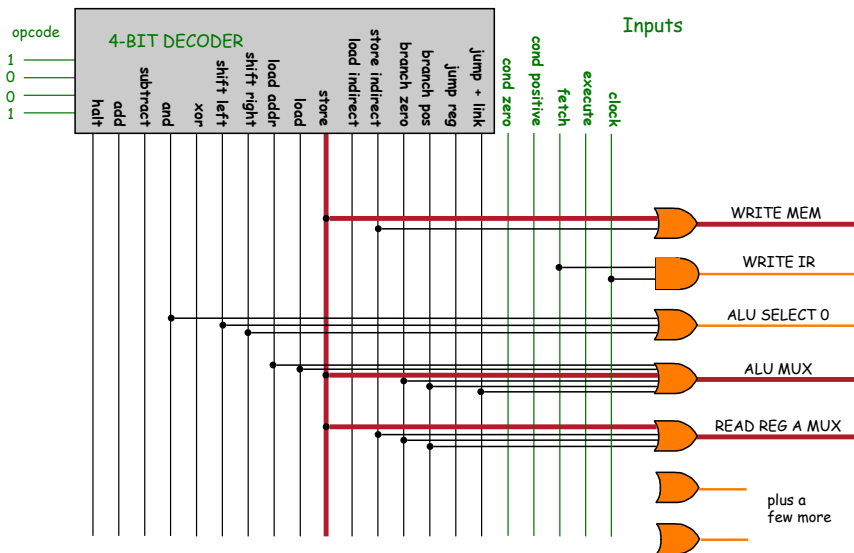 opcode
1
0
0
1
4-BIT DECODER
halt
add
subtract
and
xor
shift left
shift right
load addr
load
store
load indirect
store indirect
branch zero
branch pos
jump reg
jump + link
cond zero
cond positive
fetch
execute
clock
Inputs
WRITE MEM
WRITE IR
ALU SELECT 0
ALU MUX
READ REG A MUX
plus a
few more